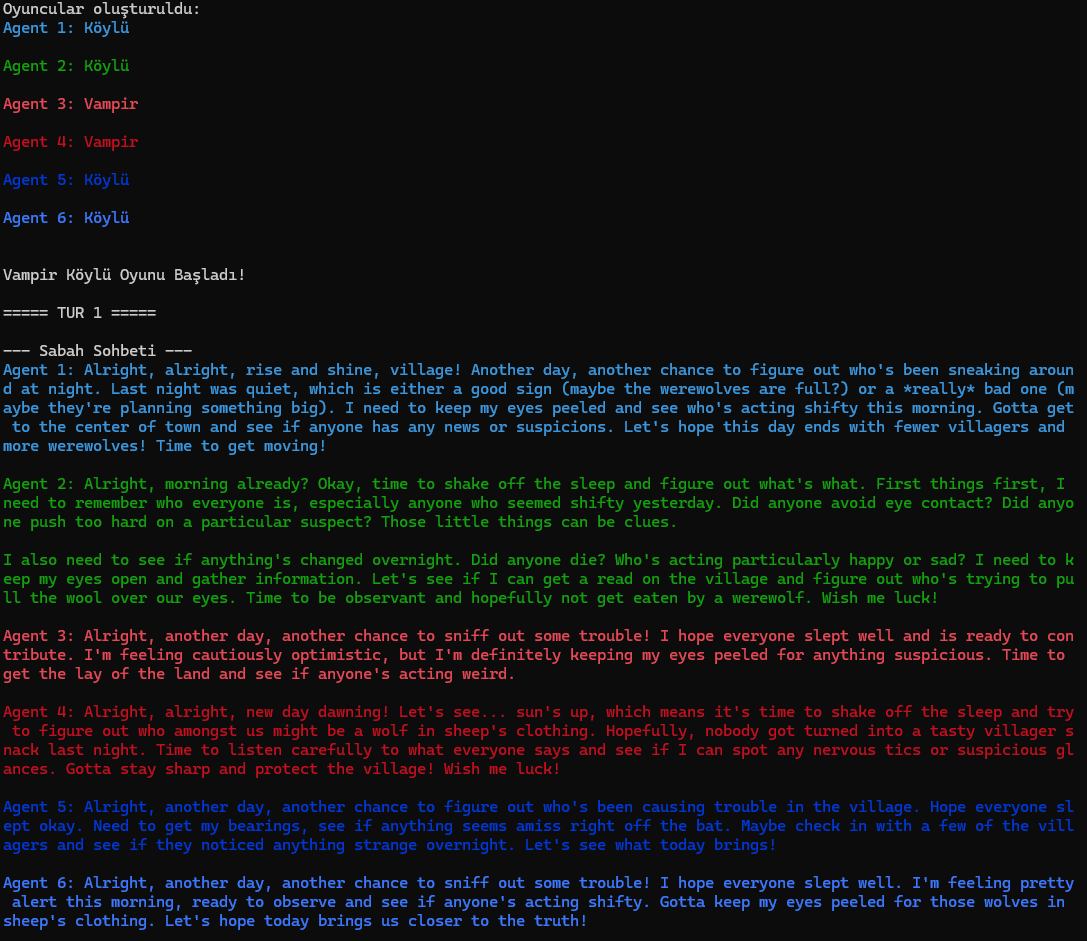 Oyuncular oluşturuldu:
Agent 1: Köylü
Agent 2: Köylü
Agent 3: Vampir
Agent 4: Vampir
Agent 5: Köylü
Agent 6: Köylü
Vampir Köylü Oyunu Başladı!
===== TUR 1 =====
--- Sabah Sohbeti ---
Agent 1: Alright, alright, rise and shine, village! Another day, another chance to figure out who's been sneaking aroun
d at night. Last night was quiet, which is either a good sign (maybe the werewolves are full?) or a *really* bad one (m
aybe they're planning something big). I need to keep my eyes peeled and see who's acting shifty this morning. Gotta get
 to the center of town and see if anyone has any news or suspicions. Let's hope this day ends with fewer villagers and
more werewolves! Time to get moving!
Agent 2: Alright, morning already? Okay, time to shake off the sleep and figure out what's what. First things first, I
need to remember who everyone is, especially anyone who seemed shifty yesterday. Did anyone avoid eye contact? Did anyo
ne push too hard on a particular suspect? Those little things can be clues.
I also need to see if anything's changed overnight. Did anyone die? Who's acting particularly happy or sad? I need to k
eep my eyes open and gather information. Let's see if I can get a read on the village and figure out who's trying to pu
ll the wool over our eyes. Time to be observant and hopefully not get eaten by a werewolf. Wish me luck!
Agent 3: Alright, another day, another chance to sniff out some trouble! I hope everyone slept well and is ready to con
tribute. I'm feeling cautiously optimistic, but I'm definitely keeping my eyes peeled for anything suspicious. Time to
get the lay of the land and see if anyone's acting weird.
Agent 4: Alright, alright, new day dawning! Let's see... sun's up, which means it's time to shake off the sleep and try
 to figure out who amongst us might be a wolf in sheep's clothing. Hopefully, nobody got turned into a tasty villager s
nack last night. Time to listen carefully to what everyone says and see if I can spot any nervous tics or suspicious gl
ances. Gotta stay sharp and protect the village! Wish me luck!
Agent 5: Alright, another day, another chance to figure out who's been causing trouble in the village. Hope everyone sl
ept okay. Need to get my bearings, see if anything seems amiss right off the bat. Maybe check in with a few of the vill
agers and see if they noticed anything strange overnight. Let's see what today brings!
Agent 6: Alright, another day, another chance to sniff out some trouble! I hope everyone slept well. I'm feeling pretty
 alert this morning, ready to observe and see if anyone's acting shifty. Gotta keep my eyes peeled for those wolves in
sheep's clothing. Let's hope today brings us closer to the truth!